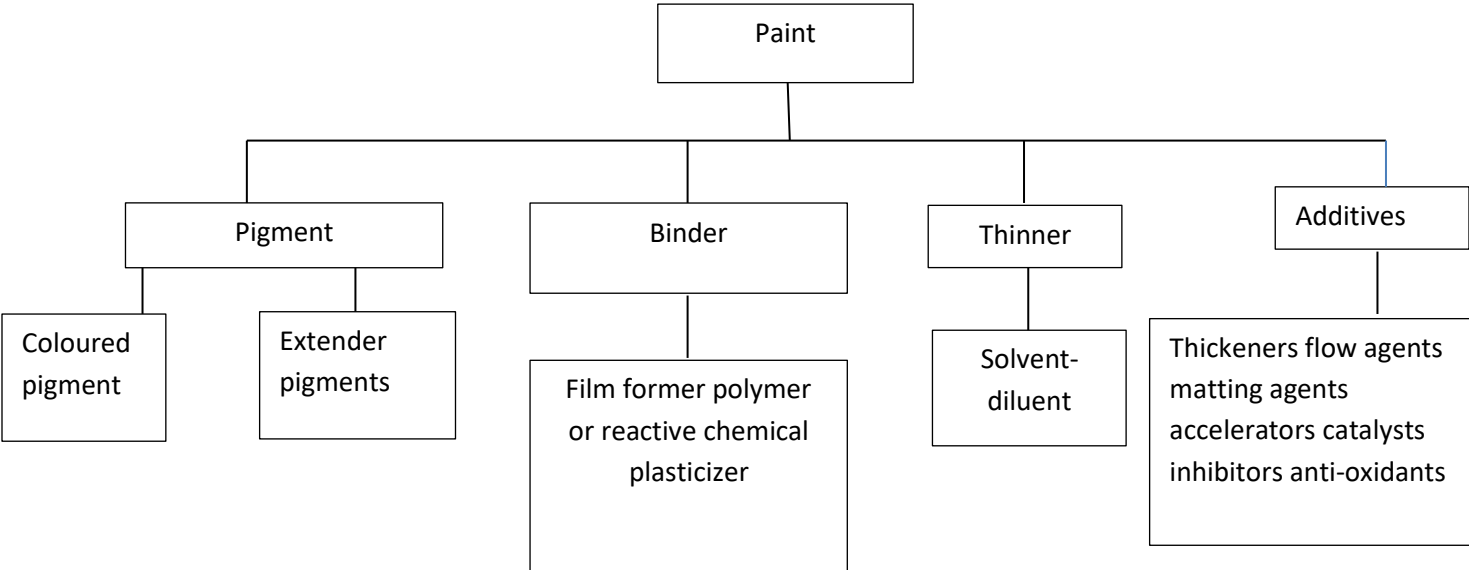 Paint
Pigment
Binder
Thinner
Additives
Coloured
pigment
Extender
pigments
Film former polymer
or reactive chemical
plasticizer
Solvent-
diluent
Thickeners flow agents
matting agents
accelerators catalysts
inhibitors anti-oxidants